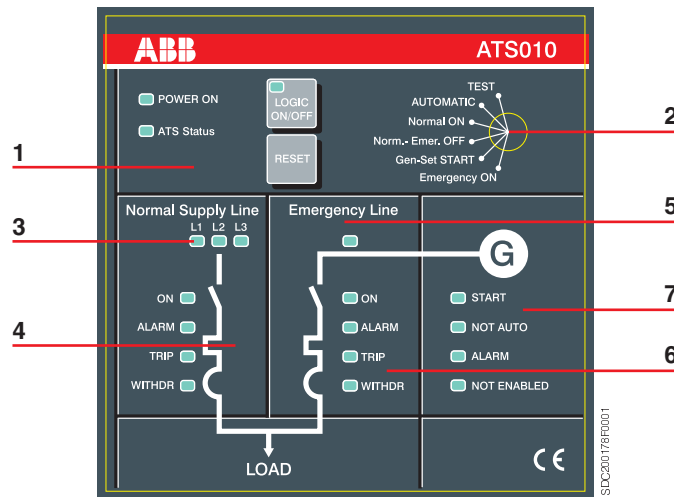 ABB
ATS010
POWER ON
ATS Status
LOGIC
ON/OFF
RESET
TEST
AUTOMATIC
Normal ON
Norm.- Emer. OFF
Gen-Set START
Emergency ON
1
2
3
4
5
6
7
Normal Supply Line
L1 L2 L3
ON
ALARM
TRIP
WITHDR
Emergency Line
ON
ALARM
TRIP
WITHDR
G
START
NOT AUTO
ALARM
NOT ENABLED
LOAD
CE
SDC200178F0001